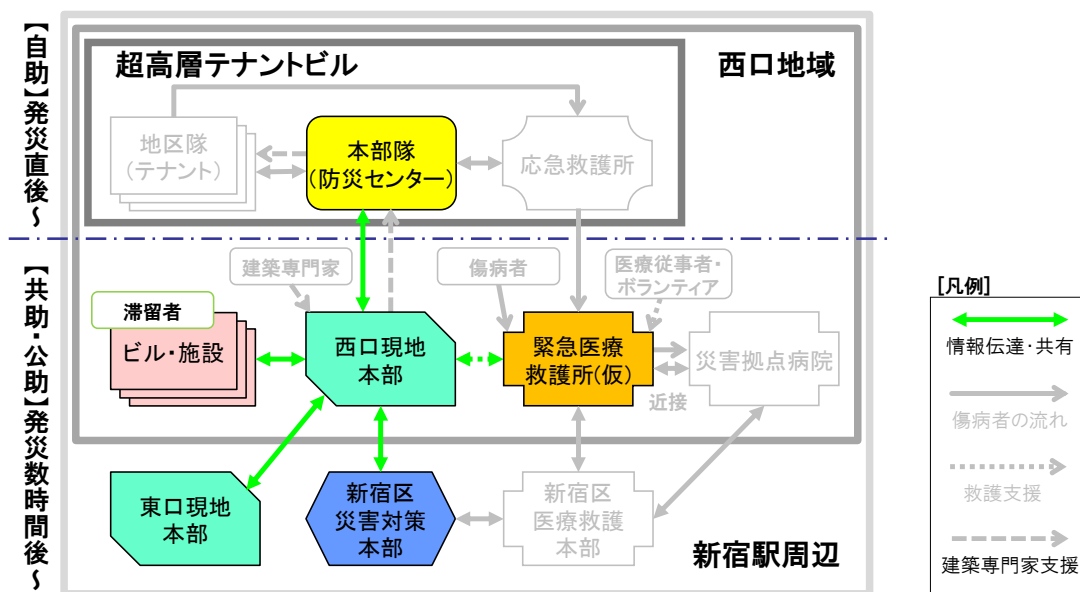 【自助】発災直後～
【共助・公助】発災数時間後～
超高層テナントビル
西口地域
地区隊
(テナント)
本部隊
(防災センター)
応急救護所
建築専門家
傷病者
医療従事者・
ボランティア
滞留者
ビル・施設
西口現地
本部
緊急医療
救護所(仮)
災害拠点病院
近接
東口現地
本部
新宿区
災害対策
本部
新宿区
医療救護
本部
新宿駅周辺
[凡例]
情報伝達・共有
傷病者の流れ
救護支援
建築専門家支援